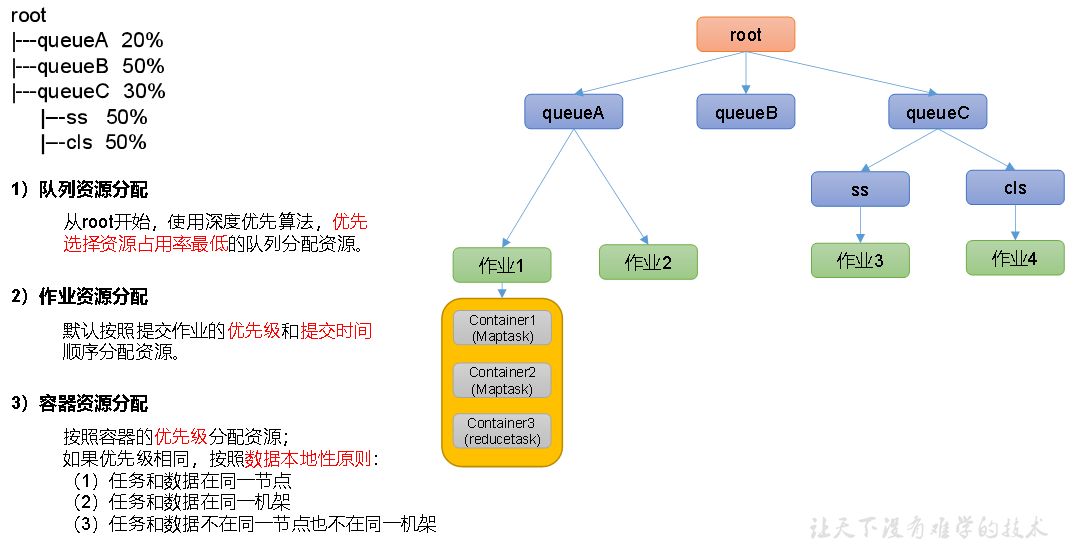 root
|---queueA 20%
|---queueB 50%
|---queueC 30%
|---ss 50%
|---cls 50%
1）队列资源分配
从root开始，使用深度优先算法，优先
选择资源占用率最低的队列分配资源。
2）作业资源分配
默认按照提交作业的优先级和提交时间
顺序分配资源。
3）容器资源分配
按照容器的优先级分配资源；
如果优先级相同，按照数据本地性原则：
（1）任务和数据在同一节点
（2）任务和数据在同一机架
（3）任务和数据不在同一节点也不在同一机架
root
queueA
queueB
queueC
ss
cls
作业1
作业2
作业3
作业4
Container1
(Maptask)
Container2
(Maptask)
Container3
(reducetask)
让天下没有难学的技术